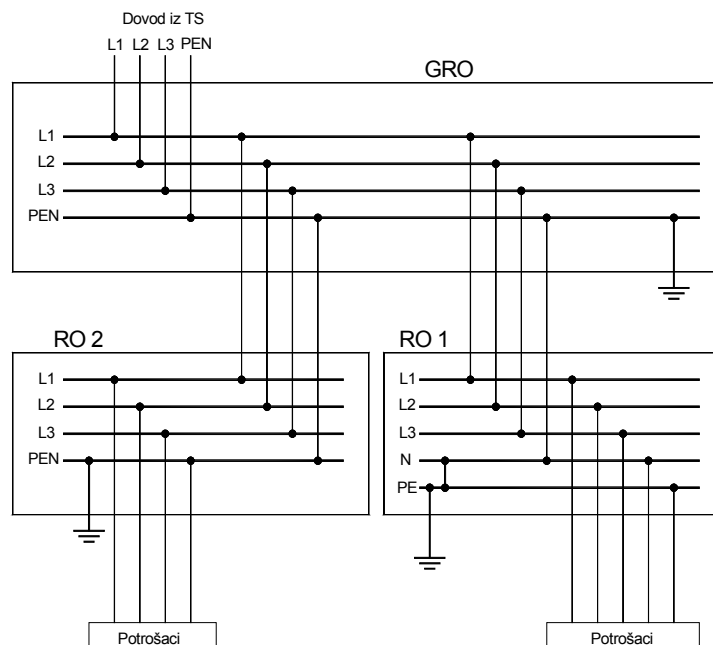 Dovod iz TS
L1 L2 L3 PEN
GRO
L1
L2
L3
PEN
RO 2
L1
L2
L3
PEN
Potrošaci
RO 1
L1
L2
L3
N
PE
Potrošaci